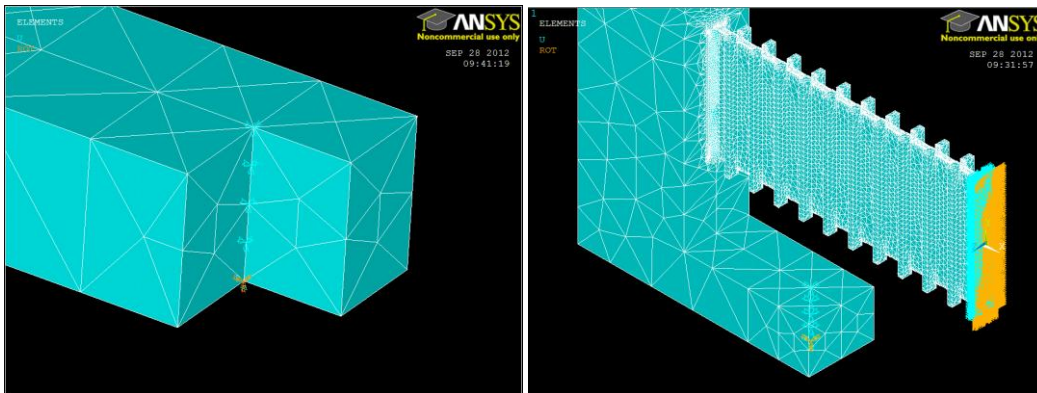 ELEMENTS
U
ROT
ANSYS
Noncommercial use only
SEP 28 2012
09:41:19
1
ELEMENTS
U
ROT
ANSYS
Noncommercial use only
SEP 28 2012
09:31:57
X